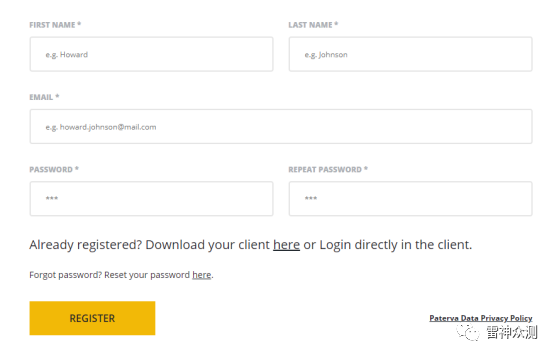 FIRST NAME * LAST NAME *
e.g. Howard e.g. Johnson
EMAIL *
e.g. howard.johnson@mail.com
PASSWORD * REPEAT PASSWORD *
*** ***
Already registered? Download your client here or Login directly in the client.
Forgot password? Reset your password here.
REGISTER Paterva Data Privacy Policy
雷神众测